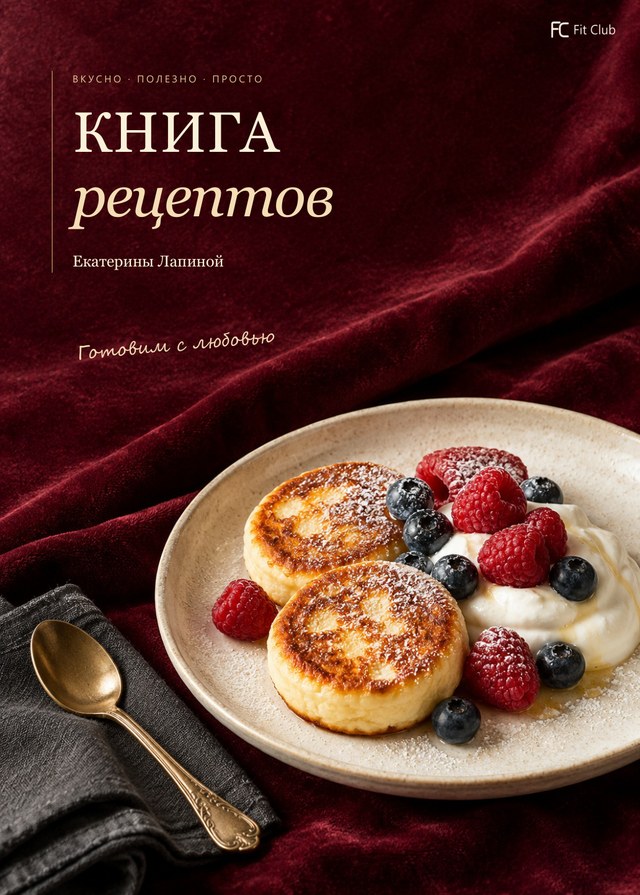 FC Fit Club
ВКУСНО · ПОЛЕЗНО · ПРОСТО
КНИГА
рецептов
Екатерины Лапиной
Готовим с любовью